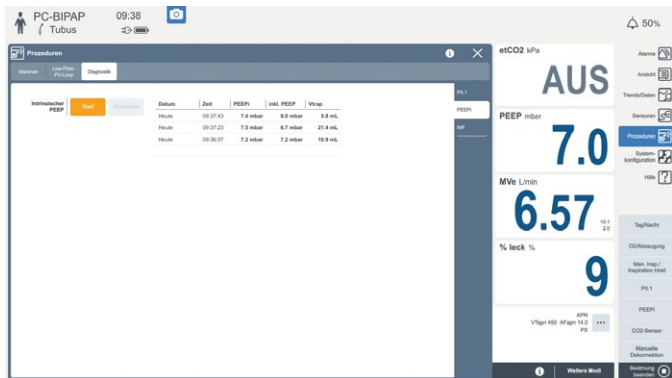 PC-BIPAP 09:38
Tubus
50%
Prozeduren
Manöver Low-Flow-PV-Loop Diagnostik
Intrinsischer PEEP
Start
Datum Zeit PEEPi inkl. PEEP Vtrap
Heute 09:37:43 7.4 mbar 8.0 mbar 5.8 mL
Heute 09:37:23 7.5 mbar 6.7 mbar 21.4 mL
Heute 09:36:57 7.2 mbar 7.2 mbar 10.9 mL
P0.1
PEEPi
NIF
etCO2 kPa
AUS
PEEP mbar
7.0
MVe L/min
6.57
10.1
2.0
% leck %
9
APN
VTapn 450 AFapn 14.0
PS
Weitere Modi
Alarme
Ansicht
Trends/Daten
Sensoren
Prozeduren
System-
konfiguration
Hilfe
Tag/Nacht
O2/Absaugung
Man. Insp./
Inspiration Hold
P0.1
PEEPi
CO2-Sensor
Manuelle
Dekonnektion
Beatmung
beenden